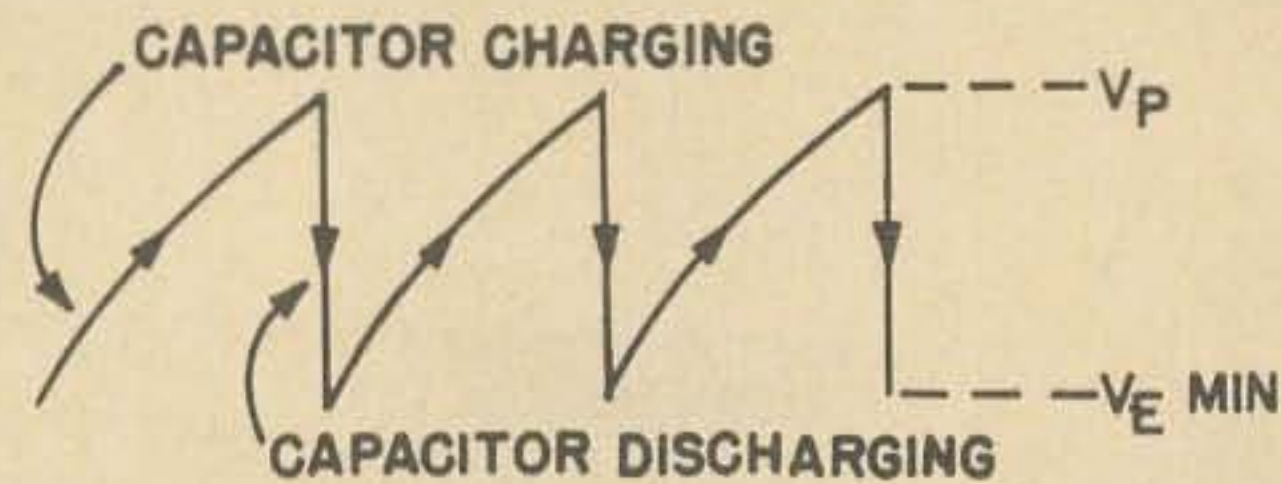 CAPACITOR CHARGING
VP
VE MIN
CAPACITOR DISCHARGING